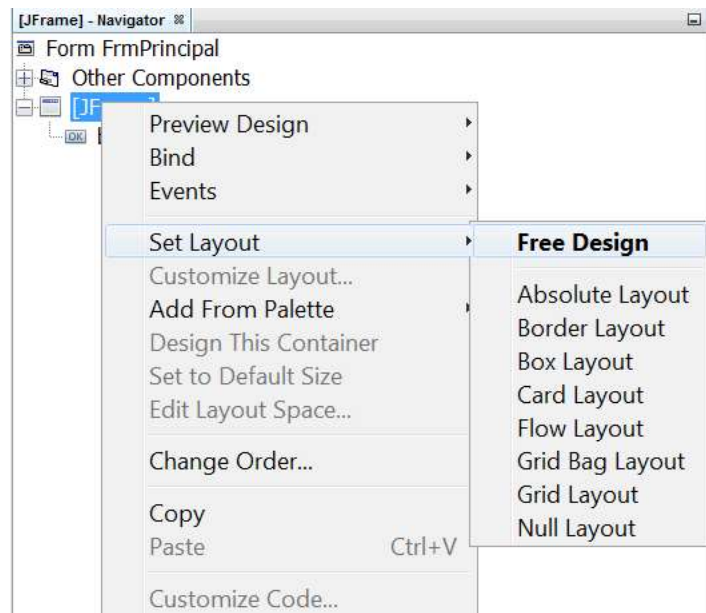 [JFrame] - Navigator
Form FrmPrincipal
Other Components
[JFrame]
OK
Preview Design
Bind
Events
Set Layout
Customize Layout...
Add From Palette
Design This Container
Set to Default Size
Edit Layout Space...
Change Order...
Copy
Paste Ctrl+V
Customize Code...
Free Design
Absolute Layout
Border Layout
Box Layout
Card Layout
Flow Layout
Grid Bag Layout
Grid Layout
Null Layout